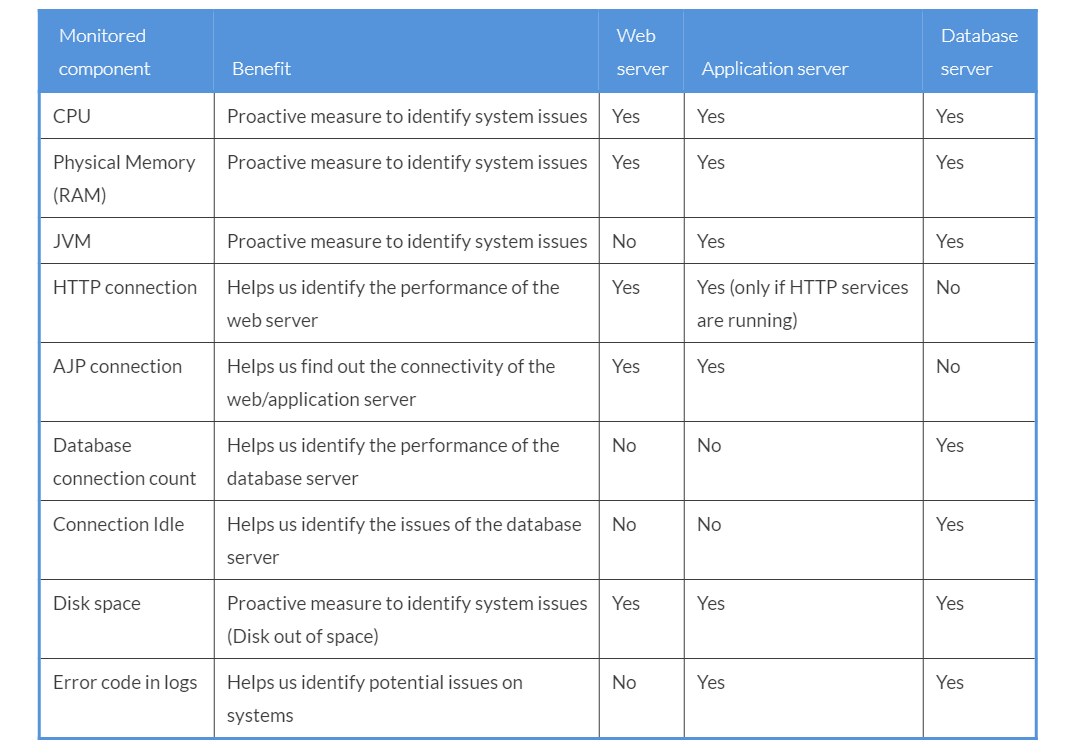 Monitored component
Benefit
Web server
Application server
Database server
CPU
Proactive measure to identify system issues
Yes
Yes
Yes
Physical Memory
(RAM)
Proactive measure to identify system issues
Yes
Yes
Yes
JVM
Proactive measure to identify system issues
No
Yes
Yes
HTTP connection
Helps us identify the performance of the
web server
Yes
Yes (only if HTTP services
are running)
No
AJP connection
Helps us find out the connectivity of the
web/application server
Yes
Yes
No
Database
connection count
Helps us identify the performance of the
database server
No
No
Yes
Connection Idle
Helps us identify the issues of the database
server
No
No
Yes
Disk space
Proactive measure to identify system issues
(Disk out of space)
Yes
Yes
Yes
Error code in logs
Helps us identify potential issues on
systems
No
Yes
Yes